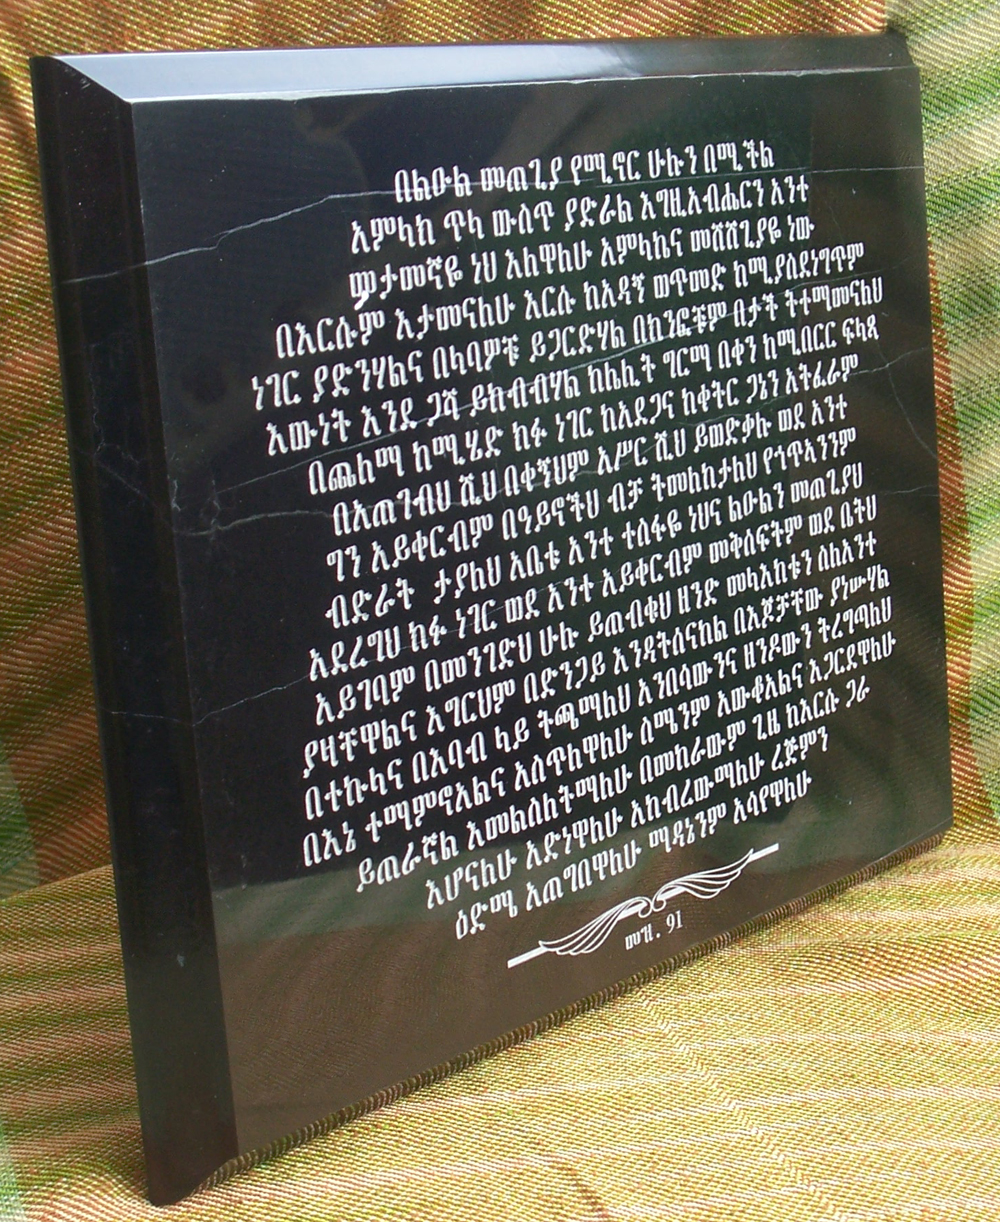 በልዑል መጠጊያ የሚኖር ሁሉን በሚችል
አምላክ ጥላ ውስጥ ያድራል እግዚአብሔርን አንተ
መታመኛዬ ነህ እለዋለሁ አምላኬና መሸሸጊያዬ ነው
በእርሱም እታመናለሁ እርሱ ከአዳኝ ወጥመድ ከሚያስደነግጥም
ነገር ያድንሃልና በላባዎቹ ይጋርድሃል በክንፎቹም በታች ትተማመናለህ
እውነት እንደ ጋሻ ይከብብሃል ከሌሊት ግርማ በቀን ከሚበርር ፍላጻ
በጨለማ ከሚሄድ ክፉ ነገር ከአደጋና ከቀትር ጋኔን አትፈራም
በአጠገብህ ሺህ በቀኝህም አሥር ሺህ ይወድቃሉ ወደ አንተ
ግን አይቀርብም በዓይኖችህ ብቻ ትመለከታለህ የኀጥኣንንም
ብድራት ታያለህ አቤቱ አንተ ተስፋዬ ነህና ልዑልን መጠጊያህ
አደረግህ ክፉ ነገር ወደ አንተ አይቀርብም መቅሰፍትም ወደ ቤትህ
አይገባም በመንገድህ ሁሉ ይጠብቁህ ዘንድ መላእክቱን ስለአንተ
ያዛቸዋልና እግርህም በድንጋይ እንዳትሰናከል በእጆቻቸው ያነሡሃል
በተኩላና በእባብ ላይ ትጫማለህ አንበሳውንና ዘንዶውን ትረግጣለህ
በእኔ ተማምኖአልና አስጥለዋለሁ ስሜንም አውቆአልና እጋርደዋለሁ
ይጠራኛል እመልስለትማለሁ በመከራውም ጊዜ ከእርሱ ጋራ
እሆናለሁ አድነዋለሁ አከብረውማለሁ ረጅምን
ዕድሜ አጠግበዋለሁ ማዳኔንም አሳየዋለሁ
መዝ. 91